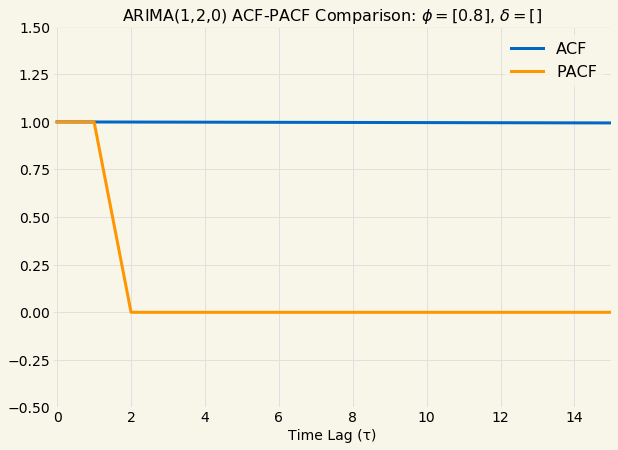 ARIMA(1,2,0) ACF-PACF Comparison: ϕ = [0.8], δ = []
ACF
PACF
1.50
1.25
1.00
0.75
0.50
0.25
0.00
−0.25
−0.50
0 2 4 6 8 10 12 14
Time Lag (τ)